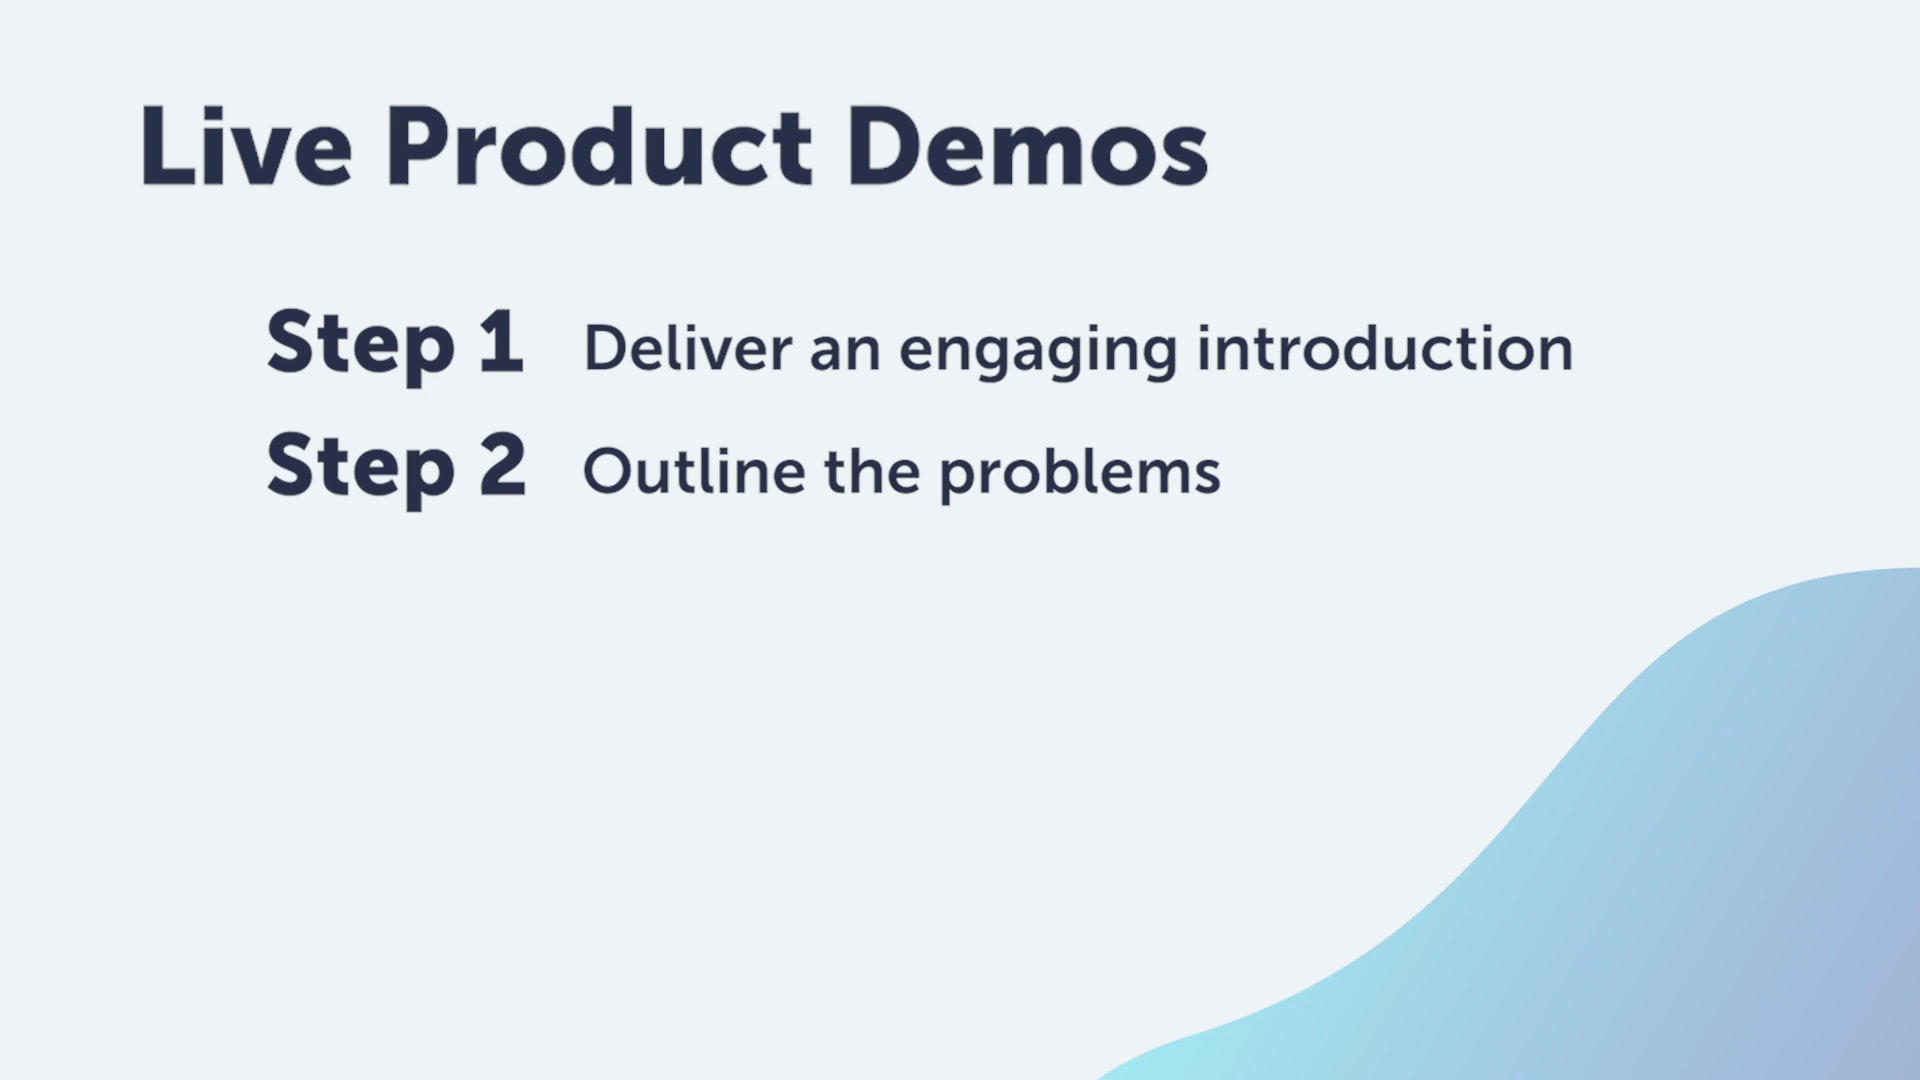 Live Product Demos
Step 1 Deliver an engaging introduction
Step 2 Outline the problems